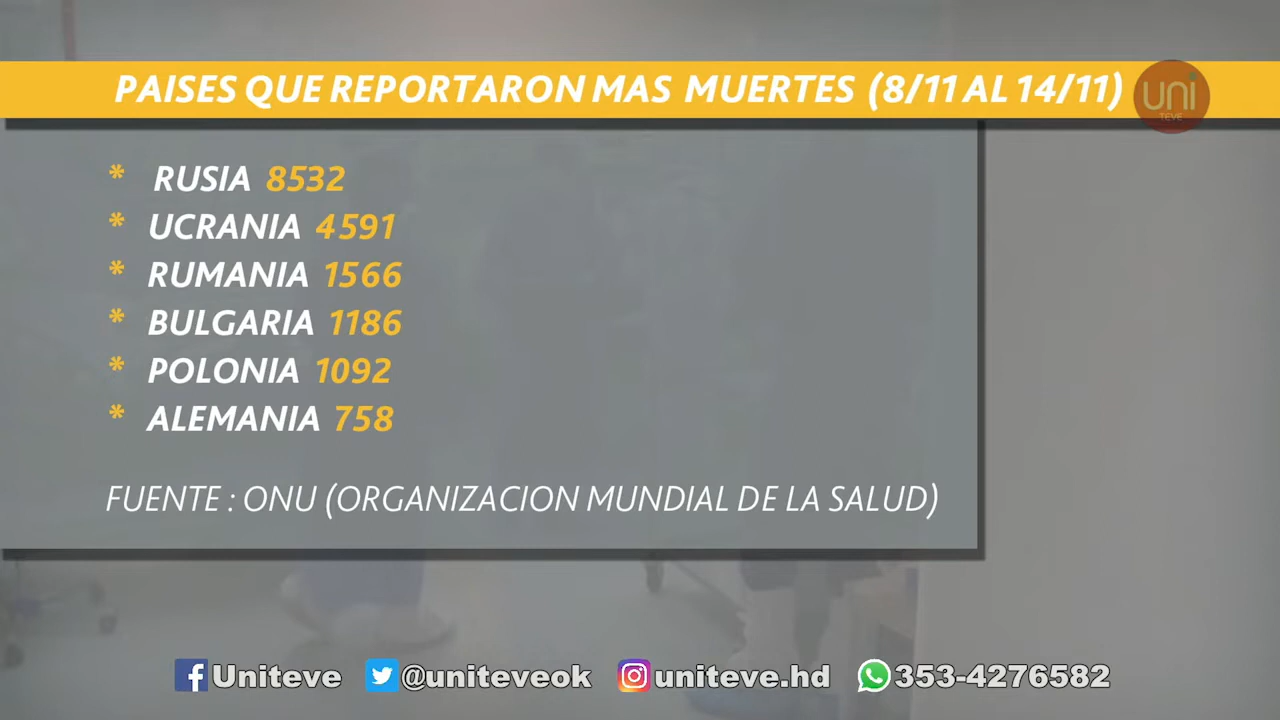 PAISES QUE REPORTARON MAS MUERTES (8/11 AL 14/11)
uni
TEVE
* RUSIA 8532
* UCRANIA 4591
* RUMANIA 1566
* BULGARIA 1186
* POLONIA 1092
* ALEMANIA 758
FUENTE : ONU (ORGANIZACION MUNDIAL DE LA SALUD)
Uniteve @uniteveok uniteve.hd 353-4276582